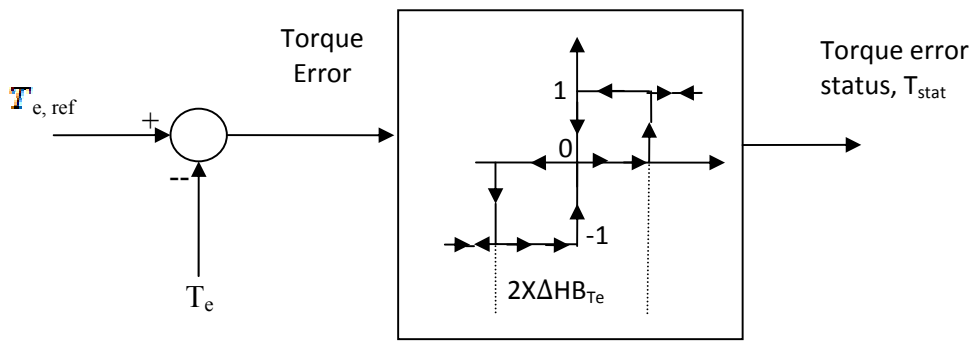 Torque
Error
Torque error
status, Tstat
Te, ref
+
--
Te
1
0
-1
2XΔHBTe